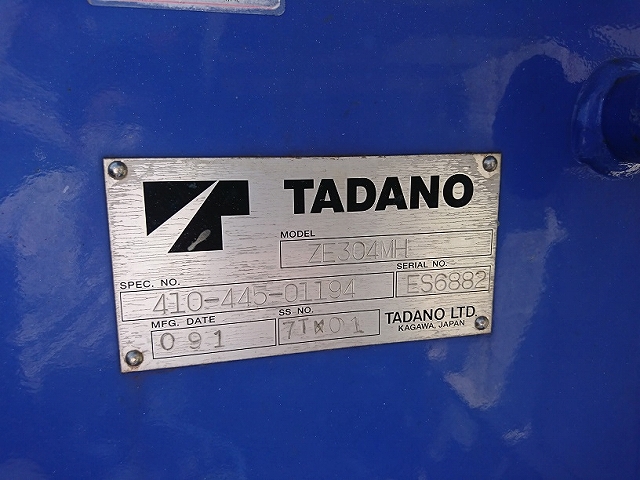 TADANO
MODEL
ZE304MH
SPEC. NO.
SERIAL NO.
410-445-01194
ES6882
MFG. DATE
SS NO.
091
TADANO LTD.
KAGAWA, JAPAN